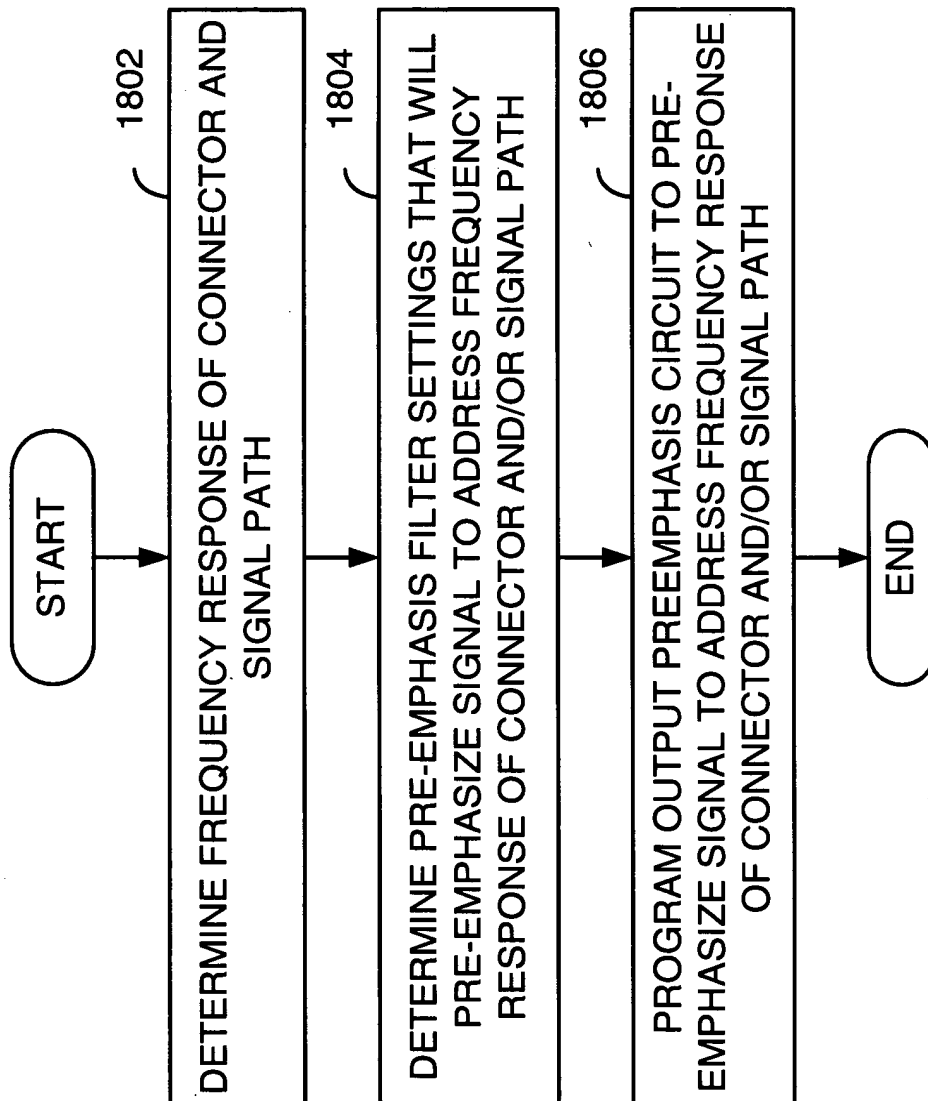 START
1802
DETERMINE FREQUENCY RESPONSE OF CONNECTOR AND
SIGNAL PATH
1804
DETERMINE PRE-EMPHASIS FILTER SETTINGS THAT WILL
PRE-EMPHASIZE SIGNAL TO ADDRESS FREQUENCY
RESPONSE OF CONNECTOR AND/OR SIGNAL PATH
1806
PROGRAM OUTPUT PREEMPHASIS CIRCUIT TO PRE-
EMPHASIZE SIGNAL TO ADDRESS FREQUENCY RESPONSE
OF CONNECTOR AND/OR SIGNAL PATH
END